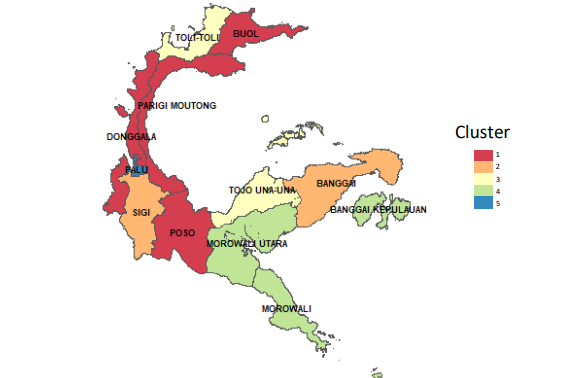 TOLI-TOLI
BUOL
PARIGI MOUTONG
DONGGALA
PALU
TOJO UNA-UNA
BANGGAI
BANGGAI KEPULAUAN
SIGI
POSO
MOROWALI UTARA
MOROWALI
Cluster
1
2
3
4
5